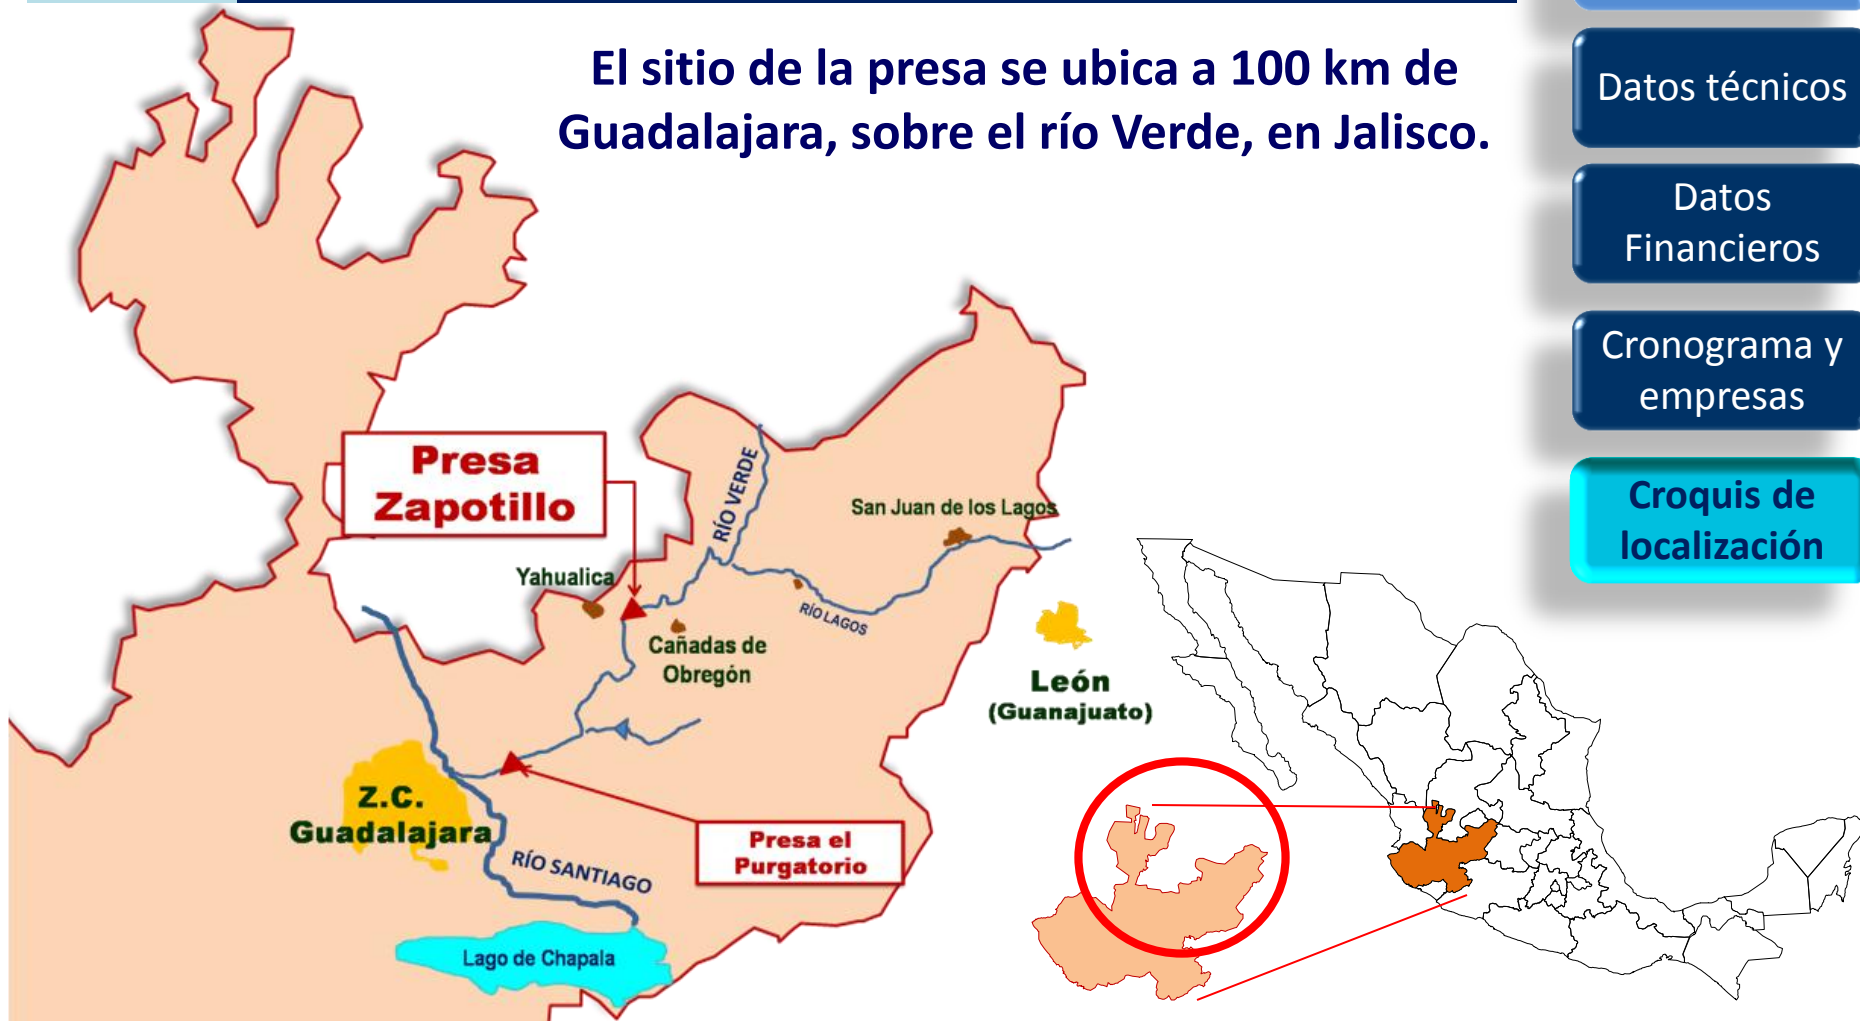 El sitio de la presa se ubica a 100 km de
Guadalajara, sobre el río Verde, en Jalisco.
Datos técnicos
Datos
Financieros
Cronograma y
empresas
Croquis de
localización
Presa
Zapotillo
RÍO VERDE
San Juan de los Lagos
Yahualica
RÍO LAGOS
Cañadas de
Obregón
León
(Guanajuato)
Z.C.
Guadalajara
Presa el
Purgatorio
RÍO SANTIAGO
Lago de Chapala